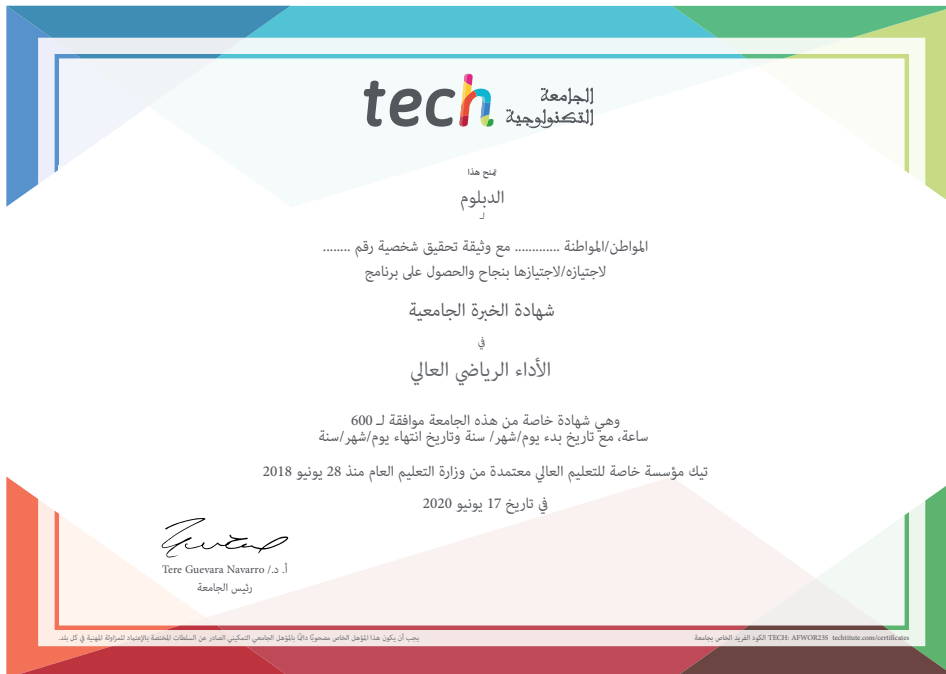 tech الجامعة
التكنولوجية
يمنح هذا
الدبلوم
لـ
المواطن/المواطنة ............ مع وثيقة تحقيق شخصية رقم ........
لاجتيازه/لاجتيازها بنجاح والحصول على برنامج
شهادة الخبرة الجامعية
في
الأداء الرياضي العالي
وهي شهادة خاصة من هذه الجامعة موافقة لـ 600
ساعة، مع تاريخ بدء يوم/شهر/ سنة وتاريخ انتهاء يوم/شهر/سنة
تيك مؤسسة خاصة للتعليم العالي معتمدة من وزارة التعليم العام منذ 28 يونيو 2018
في تاريخ 17 يونيو 2020
أ. د./ Tere Guevara Navarro
رئيس الجامعة
يجب أن يكون هذا المؤهل الخاص مصحوبًا دائمًا بالمؤهل الجامعي التمكيني الصادر عن السلطات المختصة بالإعتماد للمزاولة المهنية في كل بلد.
الكود الفريد الخاص بجامعة TECH: AFWOR23S techtitute.com/certificates